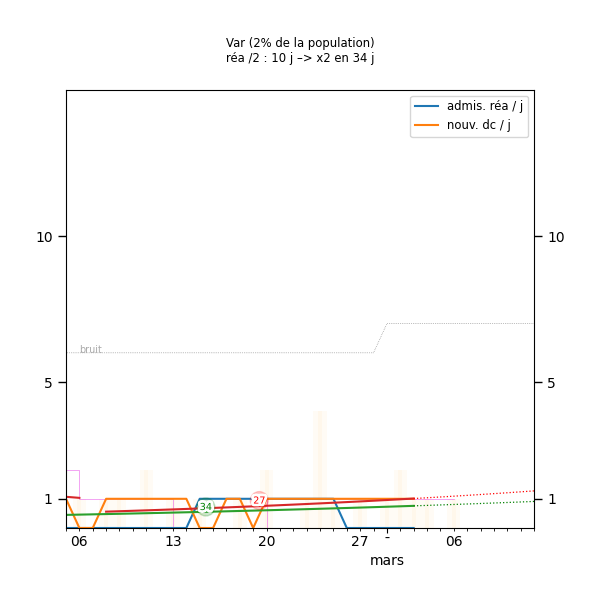 Var (2% de la population)
réa /2 : 10 j –> x2 en 34 j
admis. réa / j
nouv. dc / j
10
10
bruit
5
5
34
27
1
1
06
13
20
27
-
06
mars